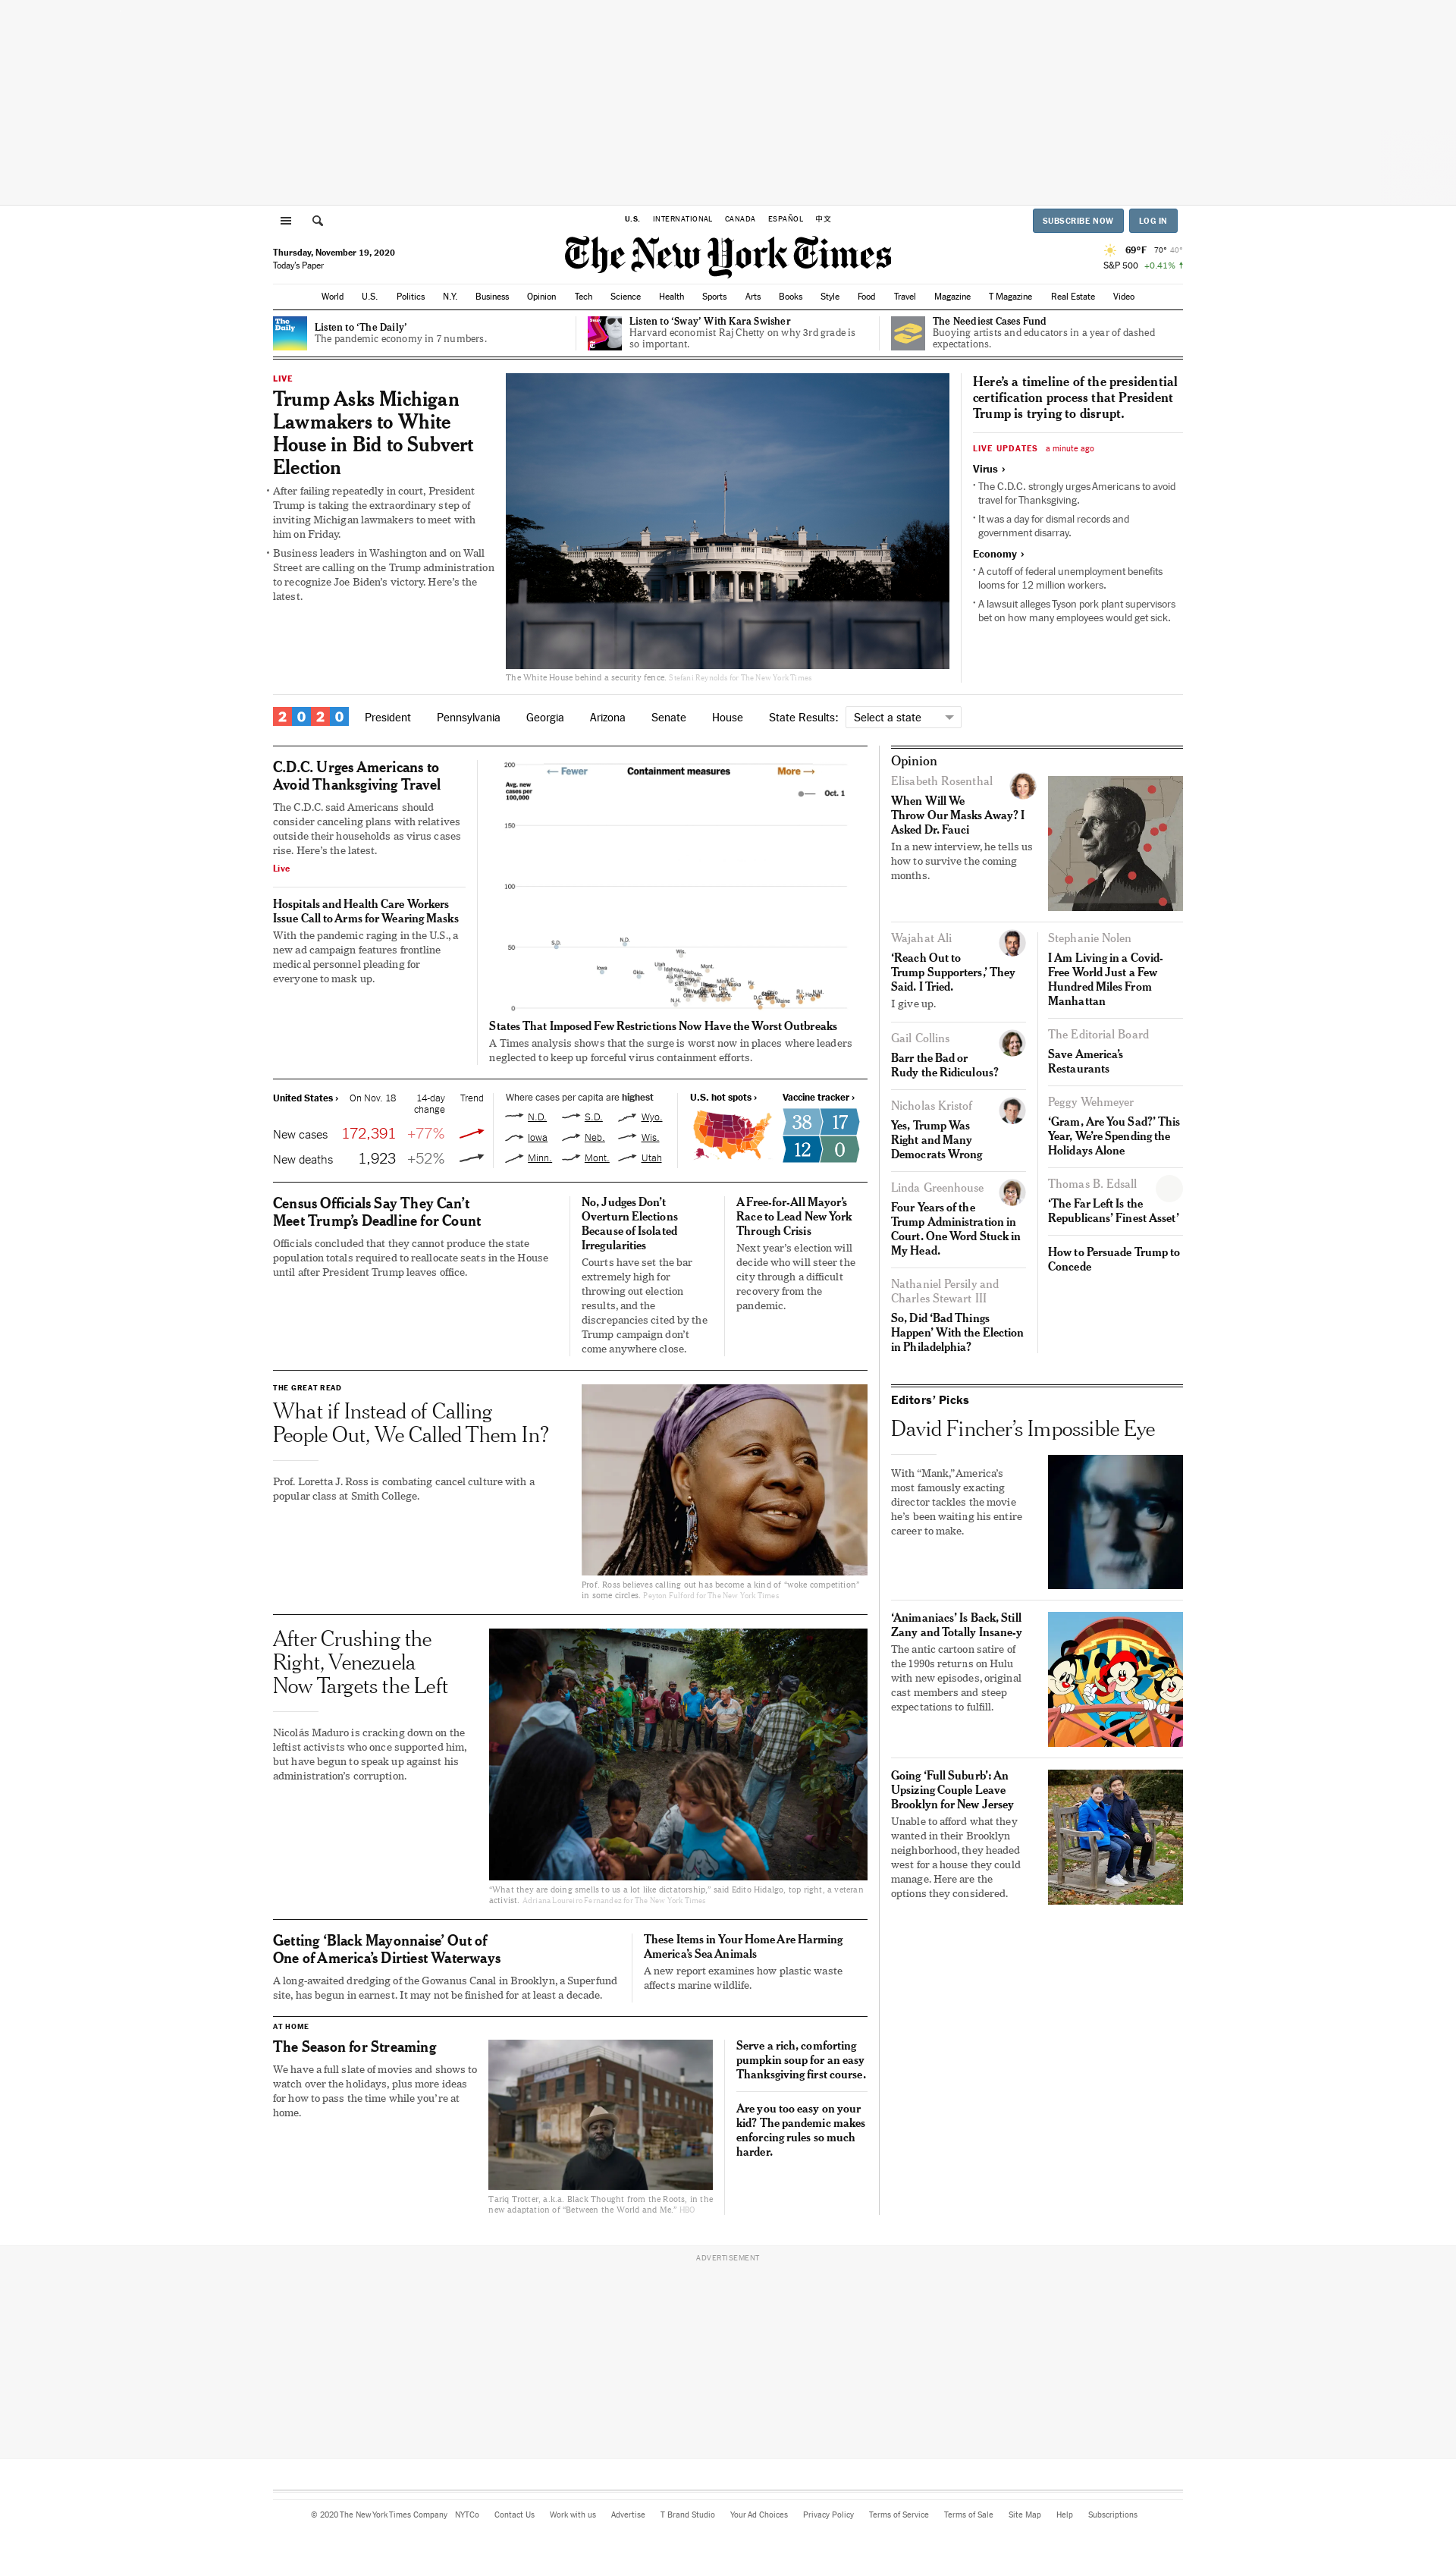 U.S. INTERNATIONAL CANADA ESPAÑOL 中文
SUBSCRIBE NOW LOG IN
Thursday, November 19, 2020
Today's Paper
The New York Times
69°F 70° 40°
S&P 500 +0.41%
World U.S. Politics N.Y. Business Opinion Tech Science Health Sports Arts Books Style Food Travel Magazine T Magazine Real Estate Video
The
Daily
Listen to ‘The Daily’
The pandemic economy in 7 numbers.
Listen to ‘Sway’ With Kara Swisher
Harvard economist Raj Chetty on why 3rd grade is
so important.
The Neediest Cases Fund
Buoying artists and educators in a year of dashed
expectations.
LIVE
Trump Asks Michigan
Lawmakers to White
House in Bid to Subvert
Election
• After failing repeatedly in court, President
Trump is taking the extraordinary step of
inviting Michigan lawmakers to meet with
him on Friday.
• Business leaders in Washington and on Wall
Street are calling on the Trump administration
to recognize Joe Biden’s victory. Here’s the
latest.
The White House behind a security fence. Stefani Reynolds for The New York Times
Here’s a timeline of the presidential
certification process that President
Trump is trying to disrupt.
LIVE UPDATES a minute ago
Virus ›
• The C.D.C. strongly urges Americans to avoid
travel for Thanksgiving.
• It was a day for dismal records and
government disarray.
Economy ›
• A cutoff of federal unemployment benefits
looms for 12 million workers.
• A lawsuit alleges Tyson pork plant supervisors
bet on how many employees would get sick.
2020 President Pennsylvania Georgia Arizona Senate House State Results: Select a state
C.D.C. Urges Americans to
Avoid Thanksgiving Travel
The C.D.C. said Americans should
consider canceling plans with relatives
outside their households as virus cases
rise. Here’s the latest.
Live
Hospitals and Health Care Workers
Issue Call to Arms for Wearing Masks
With the pandemic raging in the U.S., a
new ad campaign features frontline
medical personnel pleading for
everyone to mask up.
200
← Fewer Containment measures More →
Avg. new
cases per
100,000
Oct. 1
150
100
50
0
S.D.
N.D.
Wis.
Iowa
Utah
Okla.
Mont.
N.H.
States That Imposed Few Restrictions Now Have the Worst Outbreaks
A Times analysis shows that the surge is worst now in places where leaders
neglected to keep up forceful virus containment efforts.
United States › On Nov. 18 14-day
change Trend
New cases 172,391 +77%
New deaths 1,923 +52%
Where cases per capita are highest
N.D. S.D. Wyo.
Iowa Neb. Wis.
Minn. Mont. Utah
U.S. hot spots ›
Vaccine tracker ›
38 17
12 0
Census Officials Say They Can’t
Meet Trump’s Deadline for Count
Officials concluded that they cannot produce the state
population totals required to reallocate seats in the House
until after President Trump leaves office.
No, Judges Don’t
Overturn Elections
Because of Isolated
Irregularities
Courts have set the bar
extremely high for
throwing out election
results, and the
discrepancies cited by the
Trump campaign don’t
come anywhere close.
A Free-for-All Mayor’s
Race to Lead New York
Through Crisis
Next year’s election will
decide who will steer the
city through a difficult
recovery from the
pandemic.
THE GREAT READ
What if Instead of Calling
People Out, We Called Them In?
Prof. Loretta J. Ross is combating cancel culture with a
popular class at Smith College.
Prof. Ross believes calling out has become a kind of “woke competition”
in some circles. Peyton Fulford for The New York Times
After Crushing the
Right, Venezuela
Now Targets the Left
Nicolás Maduro is cracking down on the
leftist activists who once supported him,
but have begun to speak up against his
administration’s corruption.
“What they are doing smells to us a lot like dictatorship,” said Edito Hidalgo, top right, a veteran
activist. Adriana Loureiro Fernandez for The New York Times
Getting ‘Black Mayonnaise’ Out of
One of America’s Dirtiest Waterways
A long-awaited dredging of the Gowanus Canal in Brooklyn, a Superfund
site, has begun in earnest. It may not be finished for at least a decade.
These Items in Your Home Are Harming
America’s Sea Animals
A new report examines how plastic waste
affects marine wildlife.
AT HOME
The Season for Streaming
We have a full slate of movies and shows to
watch over the holidays, plus more ideas
for how to pass the time while you’re at
home.
Tariq Trotter, a.k.a. Black Thought from the Roots, in the
new adaptation of “Between the World and Me.” HBO
Serve a rich, comforting
pumpkin soup for an easy
Thanksgiving first course.
Are you too easy on your
kid? The pandemic makes
enforcing rules so much
harder.
Opinion
Elisabeth Rosenthal
When Will We
Throw Our Masks Away? I
Asked Dr. Fauci
In a new interview, he tells us
how to survive the coming
months.
Wajahat Ali
‘Reach Out to
Trump Supporters,’ They
Said. I Tried.
I give up.
Gail Collins
Barr the Bad or
Rudy the Ridiculous?
Nicholas Kristof
Yes, Trump Was
Right and Many
Democrats Wrong
Linda Greenhouse
Four Years of the
Trump Administration in
Court. One Word Stuck in
My Head.
Nathaniel Persily and
Charles Stewart III
So, Did ‘Bad Things
Happen’ With the Election
in Philadelphia?
Stephanie Nolen
I Am Living in a Covid-
Free World Just a Few
Hundred Miles From
Manhattan
The Editorial Board
Save America’s
Restaurants
Peggy Wehmeyer
‘Gram, Are You Sad?’ This
Year, We’re Spending the
Holidays Alone
Thomas B. Edsall
‘The Far Left Is the
Republicans’ Finest Asset’
How to Persuade Trump to
Concede
Editors’ Picks
David Fincher’s Impossible Eye
With “Mank,” America’s
most famously exacting
director tackles the movie
he’s been waiting his entire
career to make.
‘Animaniacs’ Is Back, Still
Zany and Totally Insane-y
The antic cartoon satire of
the 1990s returns on Hulu
with new episodes, original
cast members and steep
expectations to fulfill.
Going ‘Full Suburb’: An
Upsizing Couple Leave
Brooklyn for New Jersey
Unable to afford what they
wanted in their Brooklyn
neighborhood, they headed
west for a house they could
manage. Here are the
options they considered.
ADVERTISEMENT
© 2020 The New York Times Company NYTCo Contact Us Work with us Advertise T Brand Studio Your Ad Choices Privacy Policy Terms of Service Terms of Sale Site Map Help Subscriptions